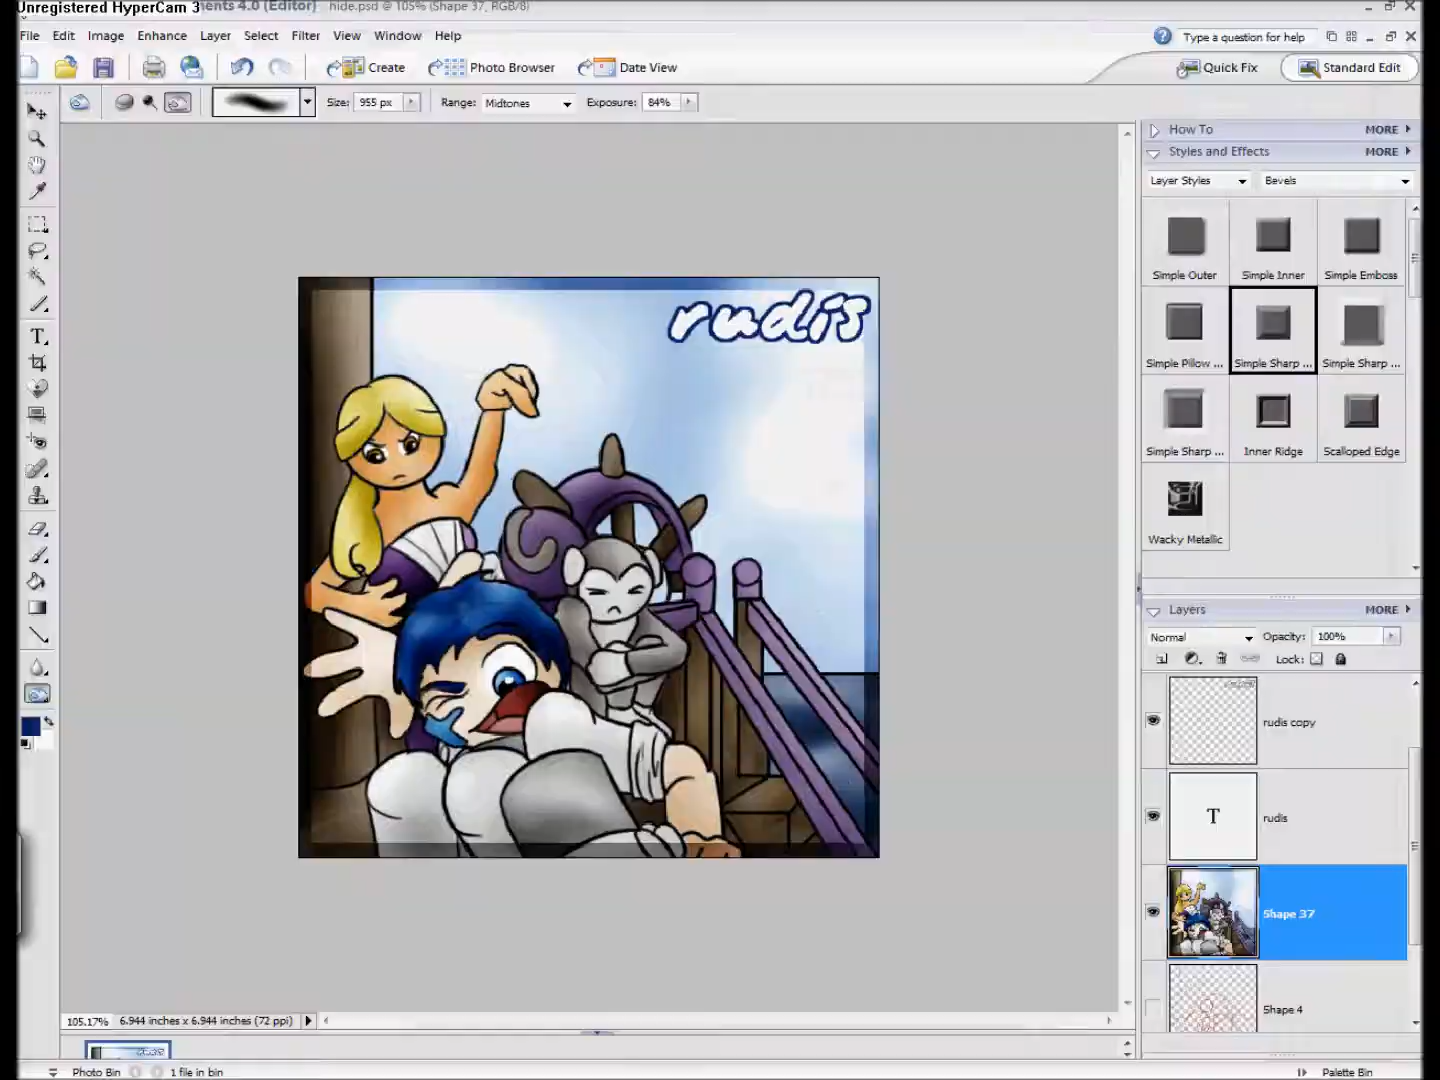 Unregistered HyperCam 3
ents 4.0 (Editor) hide.psd @ 105% (Shape 37, RGB/8)
File Edit Image Enhance Layer Select Filter View Window Help
Type a question for help
Create Photo Browser Date View
Quick Fix Standard Edit
Size: 955 px Range: Midtones Exposure: 84%
How To MORE
Styles and Effects MORE
Layer Styles Bevels
Simple Outer Simple Inner Simple Emboss
Simple Pillow ... Simple Sharp ... Simple Sharp ...
Simple Sharp ... Inner Ridge Scalloped Edge
Wacky Metallic
rudis
Layers MORE
Normal Opacity: 100%
Lock:
rudis copy
T rudis
Shape 37
Shape 4
105.17% 6.944 inches x 6.944 inches (72 ppi)
Photo Bin 1 file in bin Palette Bin